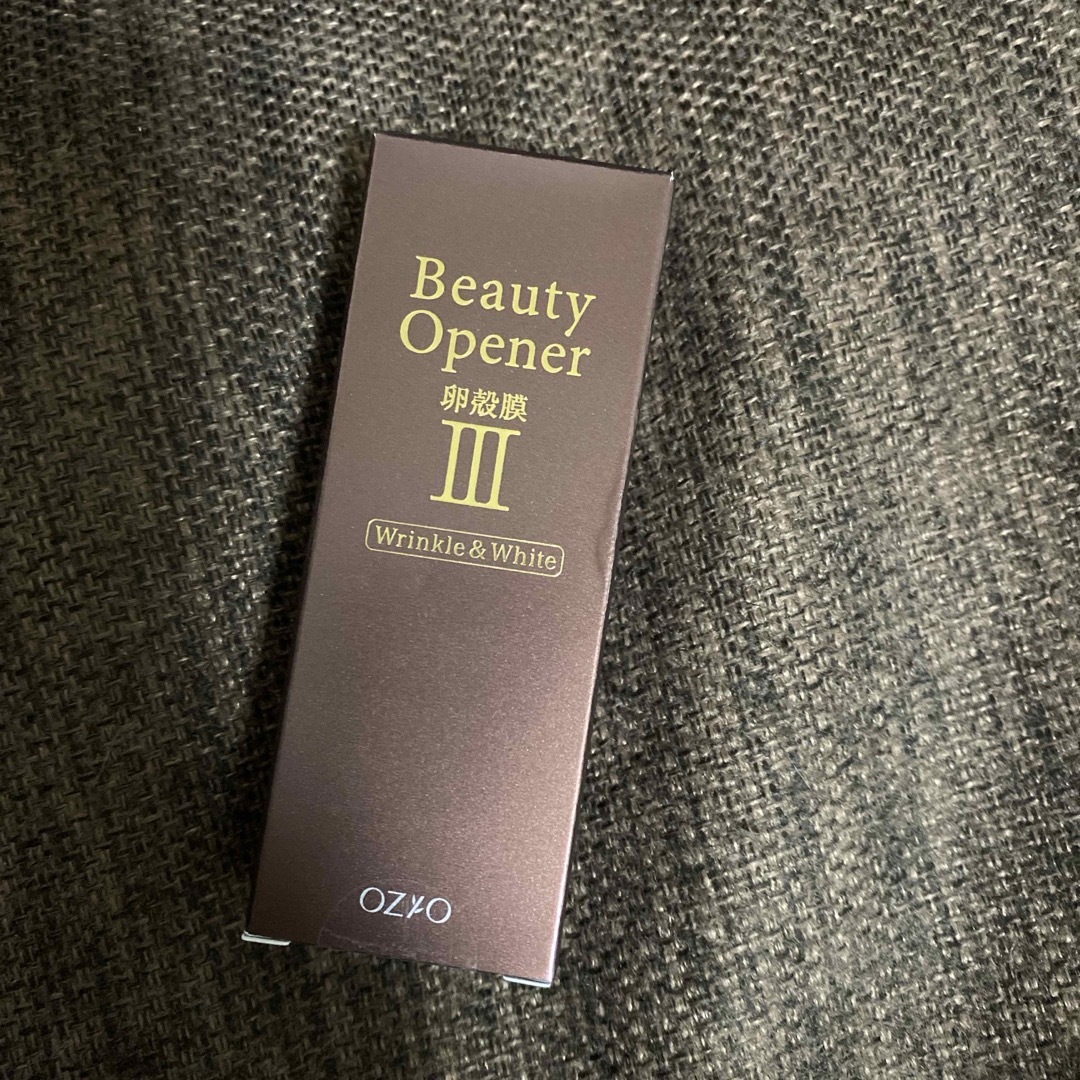 Beauty
Opener
卵殻膜
III
Wrinkle & White
OZIO